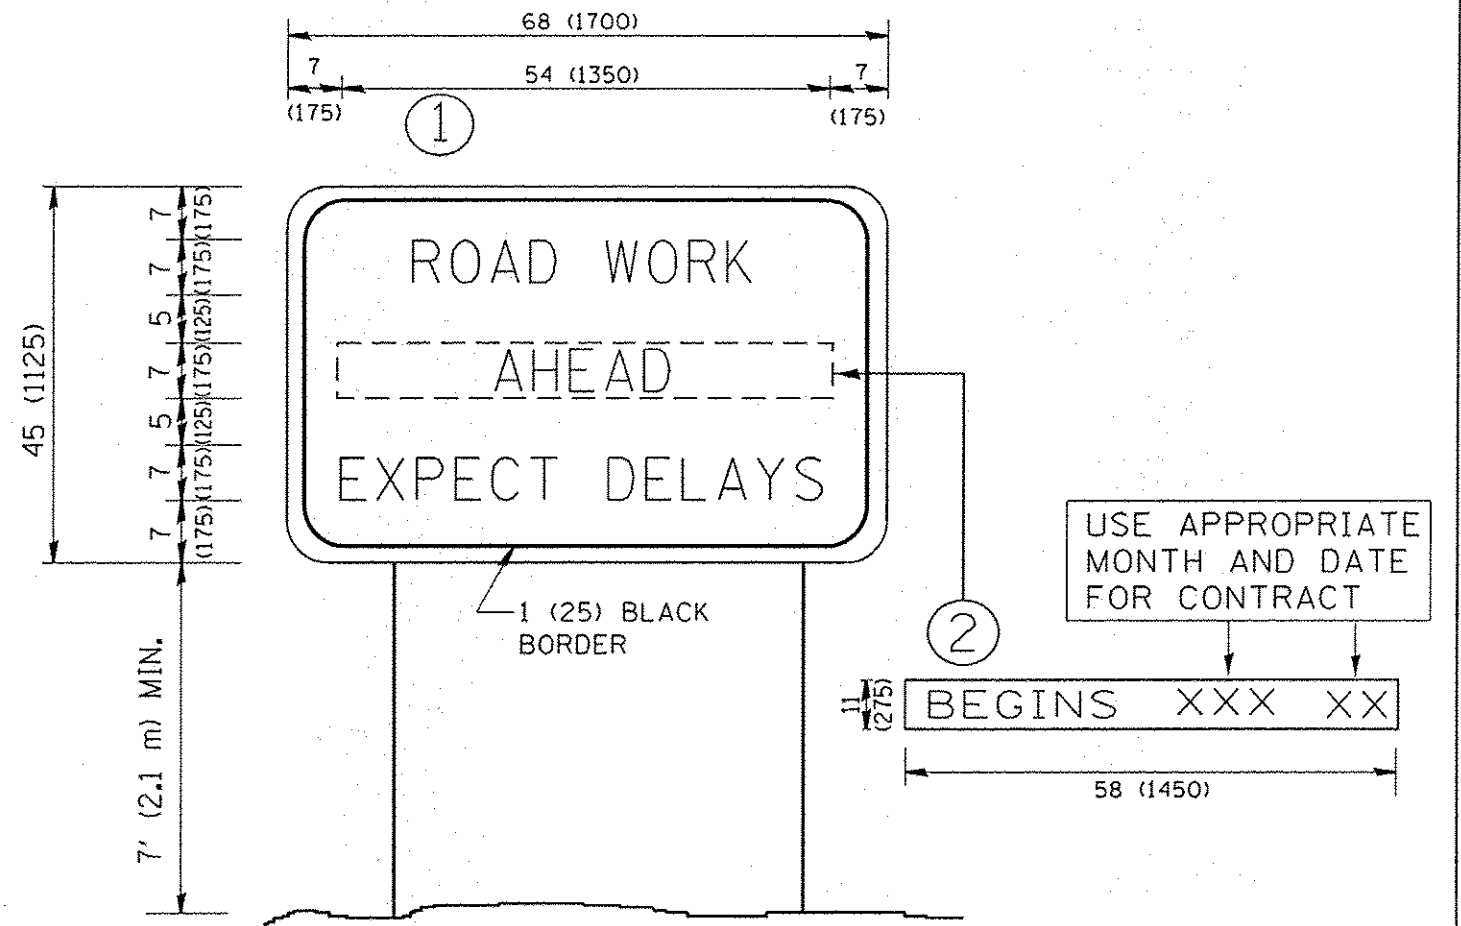 68 (1700)
7
54 (1350)
7
(175)
(175)
1
7
(175)
7
(175)
5
(125)
7
(175)
5
(125)
7
(175)
7
(175)
45 (1125)
ROAD WORK
AHEAD
EXPECT DELAYS
1 (25) BLACK
BORDER
7' (2.1 m) MIN.
USE APPROPRIATE
MONTH AND DATE
FOR CONTRACT
2
11
(275)
BEGINS XXX XX
58 (1450)